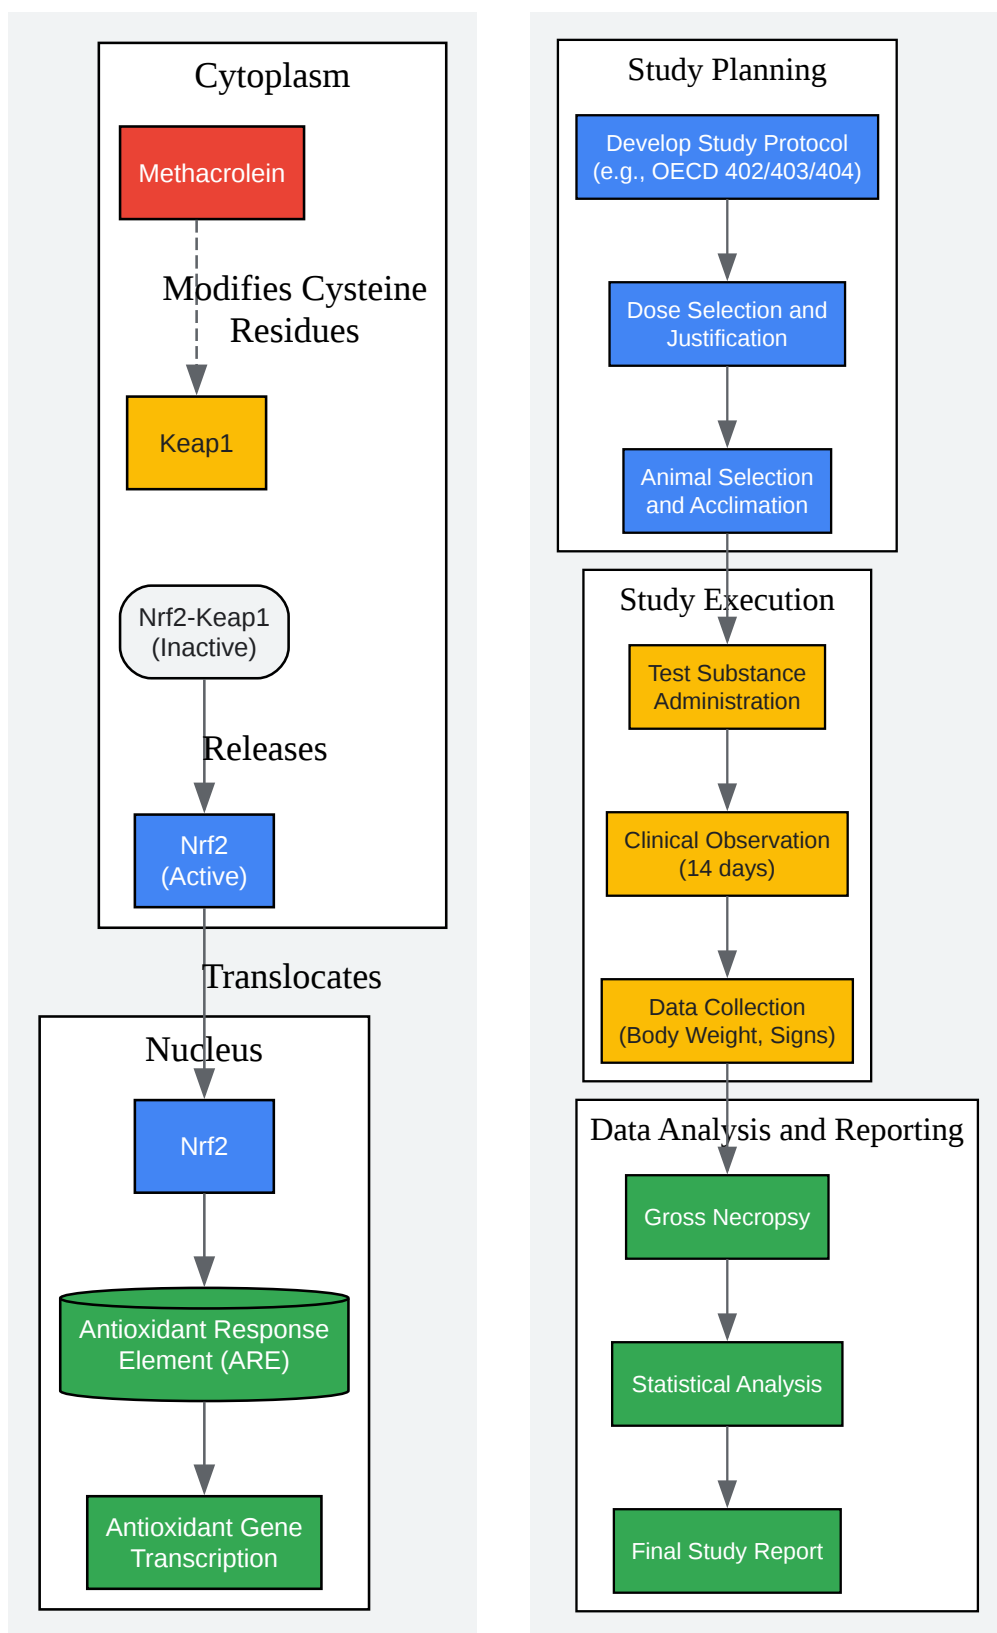 Cytoplasm
Methacrolein
Modifies Cysteine
Residues
Keap1
Nrf2-Keap1
(Inactive)
Releases
Nrf2
(Active)
Translocates
Nucleus
Nrf2
Antioxidant Response
Element (ARE)
Antioxidant Gene
Transcription
Study Planning
Develop Study Protocol
(e.g., OECD 402/403/404)
Dose Selection and
Justification
Animal Selection
and Acclimation
Study Execution
Test Substance
Administration
Clinical Observation
(14 days)
Data Collection
(Body Weight, Signs)
Data Analysis and Reporting
Gross Necropsy
Statistical Analysis
Final Study Report